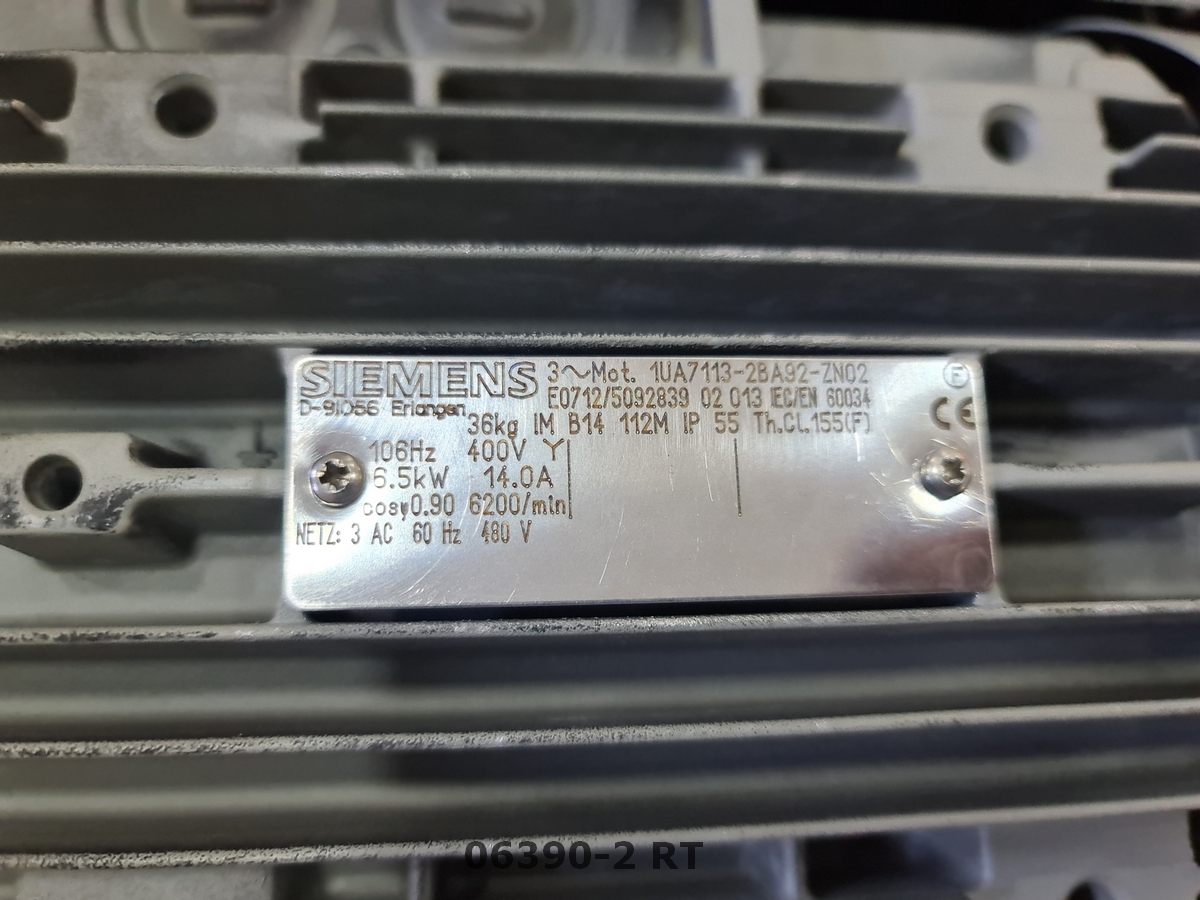 SIEMENS
3~Mot. 1UA7113-2BA92-ZN02
F
D-91056 Erlangen
E0712/5092839 02 013 IEC/EN 60034
36kg IM B14 112M IP 55 Th.Cl.155(F)
CE
106Hz 400V Y
6.5kW 14.0A
cosφ0.90 6200/min
NETZ: 3 AC 60 Hz 480 V
06390-2 RT